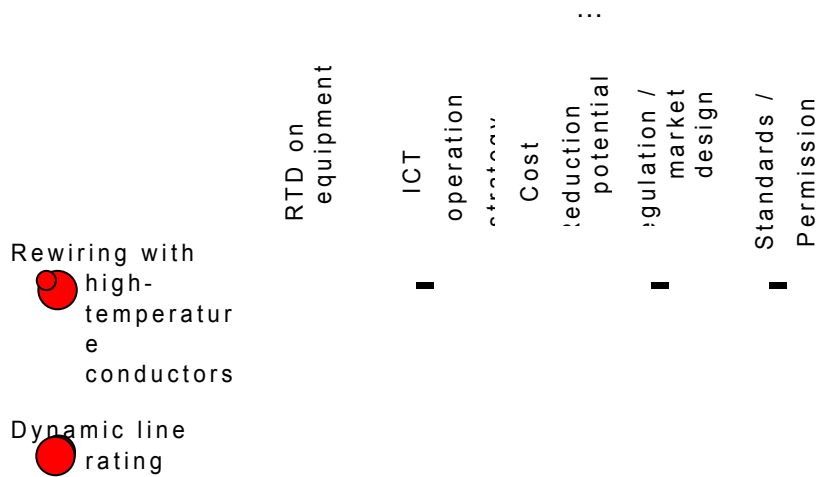 ...
RTD on
equipment
ICT
operation
Cost
Reduction
potential
egulation /
market
design
Standards /
Permission
Rewiring with
high-
temperatur
e
conductors
Dynamic line
rating